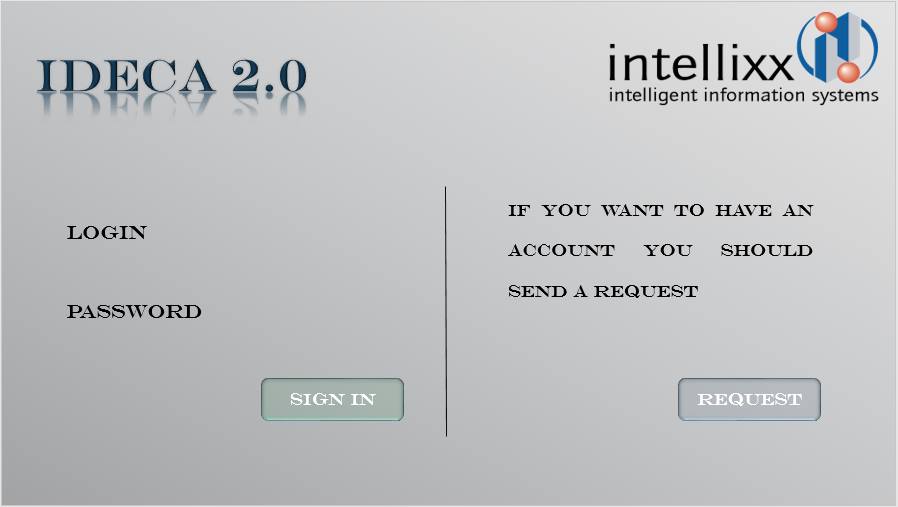 IDECA 2.0
intellixx
intelligent information systems
LOGIN
PASSWORD
SIGN IN
IF YOU WANT TO HAVE AN
ACCOUNT YOU SHOULD
SEND A REQUEST
REQUEST